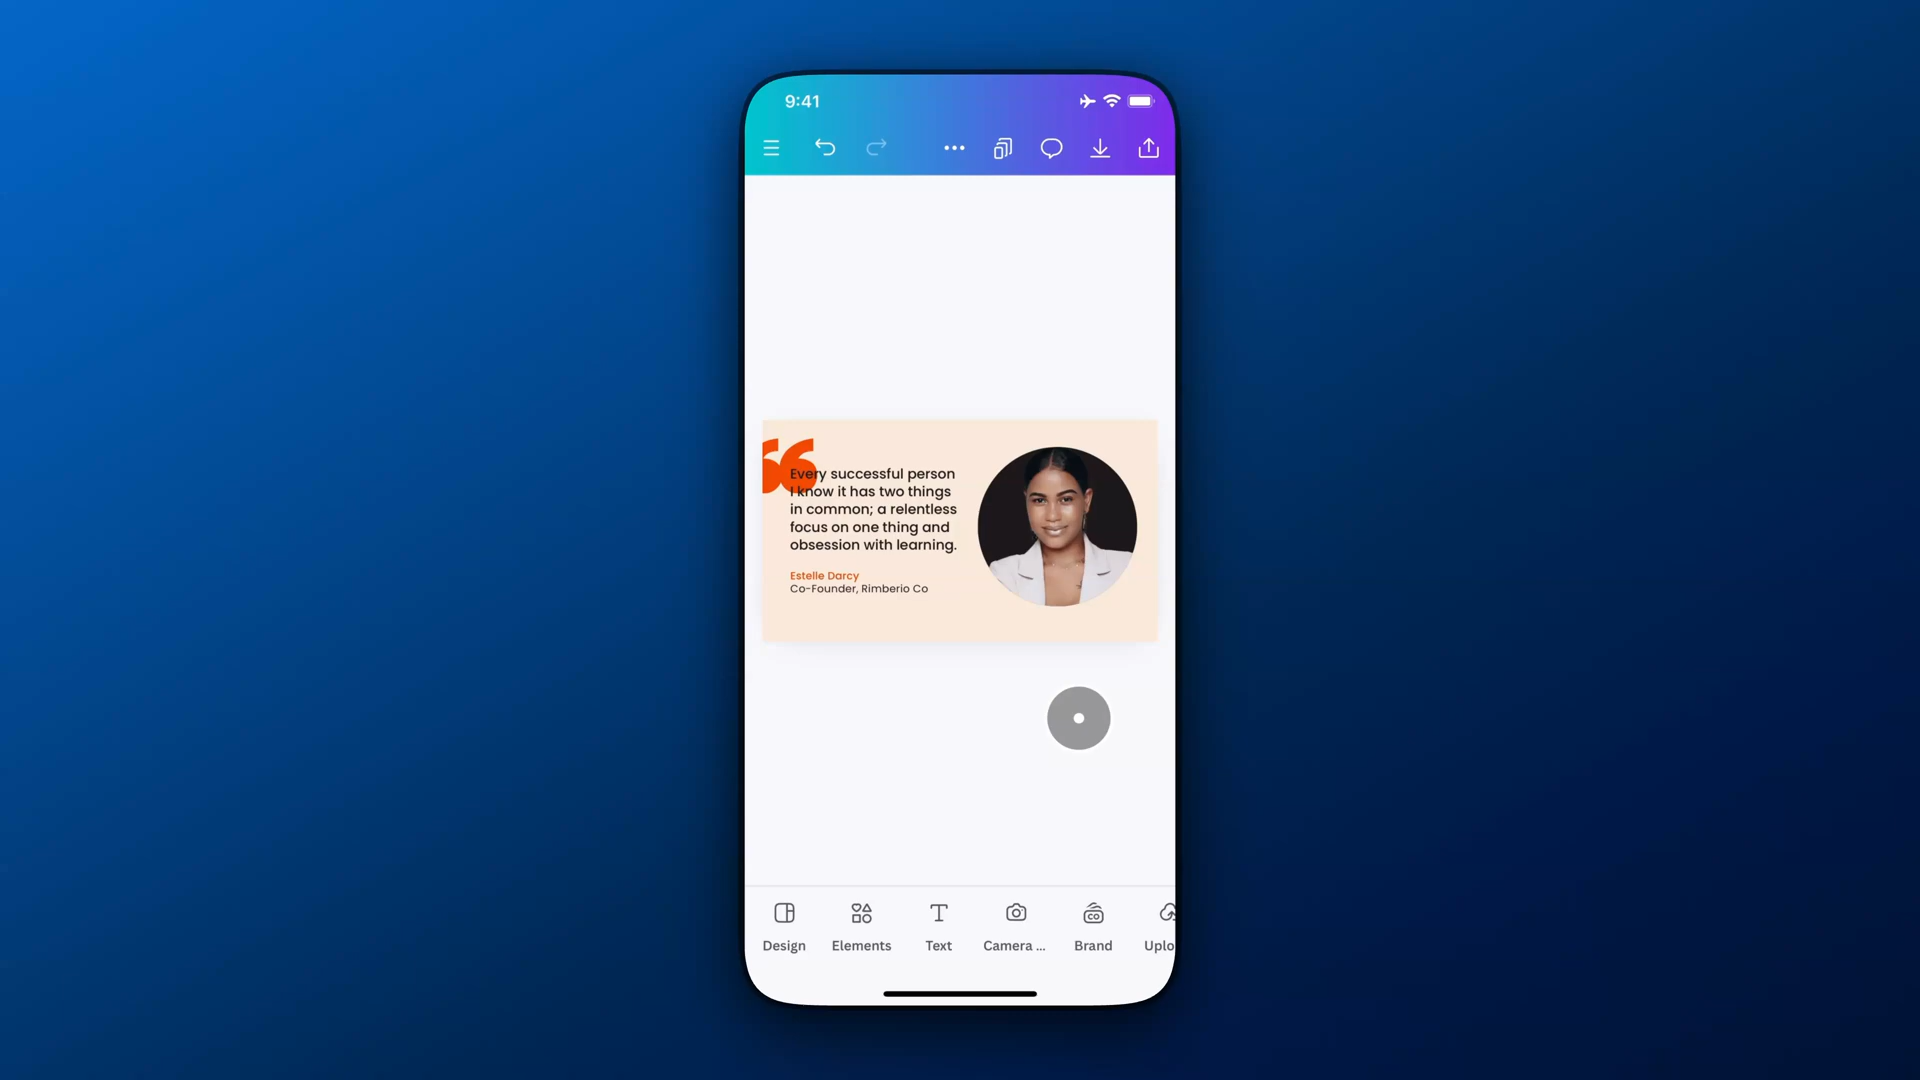 9:41
“
Every successful person
I know it has two things
in common; a relentless
focus on one thing and
obsession with learning.
Estelle Darcy
Co-Founder, Rimberio Co
CO
Design
Elements
Text
Camera ...
Brand
Uplo